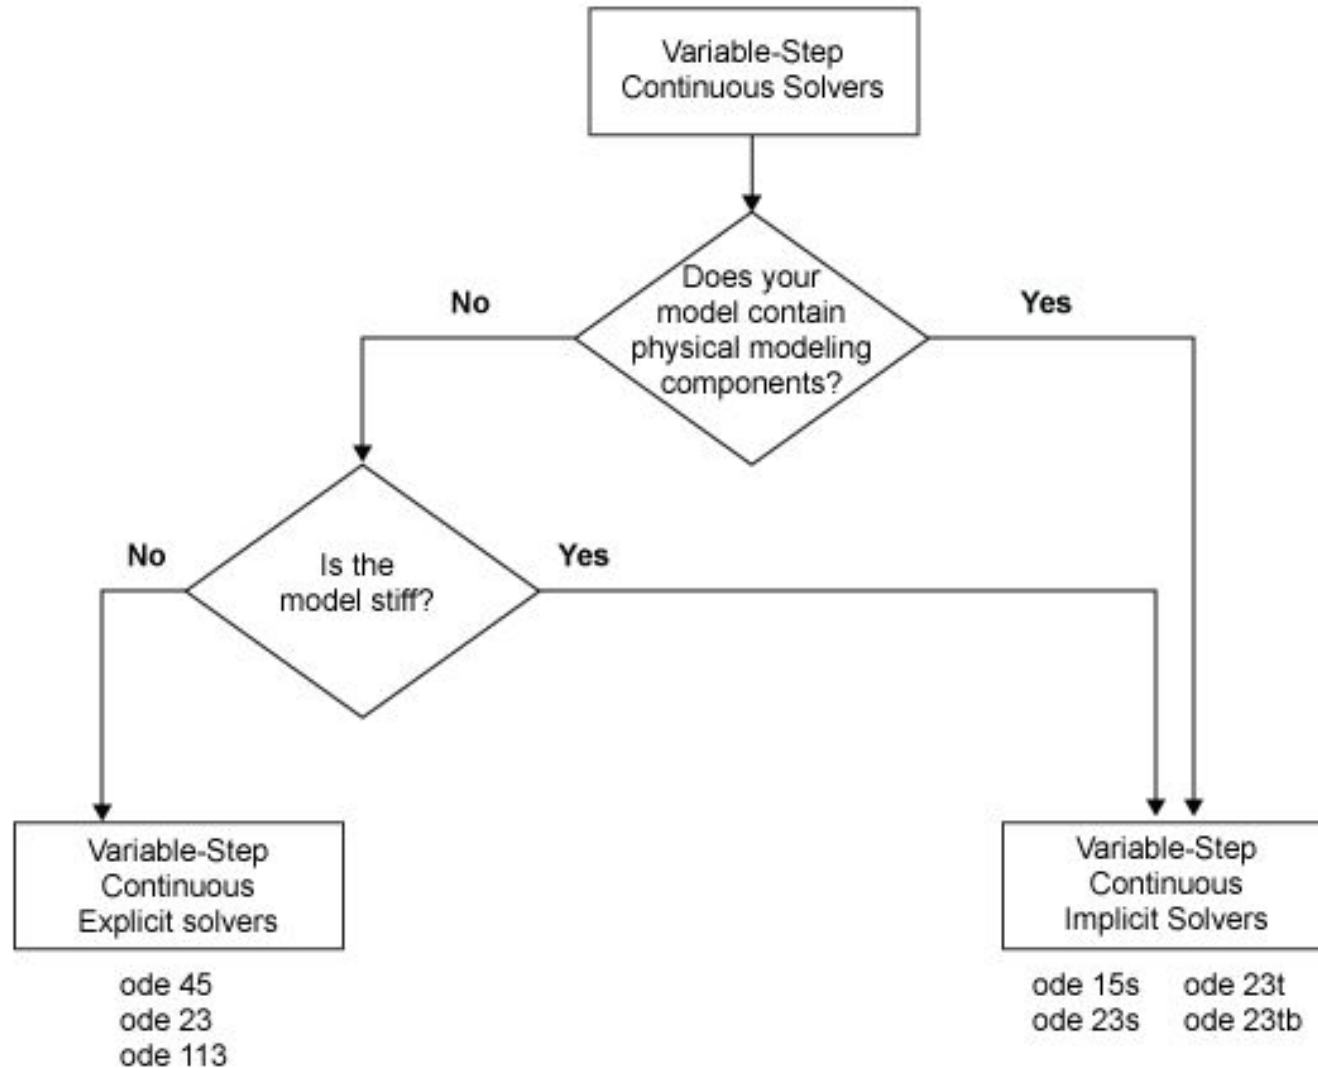 Variable-Step
Continuous Solvers
Does your
model contain
physical modeling
components?
No
Yes
Is the
model stiff?
No
Yes
Variable-Step
Continuous
Explicit solvers
ode 45
ode 23
ode 113
Variable-Step
Continuous
Implicit Solvers
ode 15s ode 23t
ode 23s ode 23tb